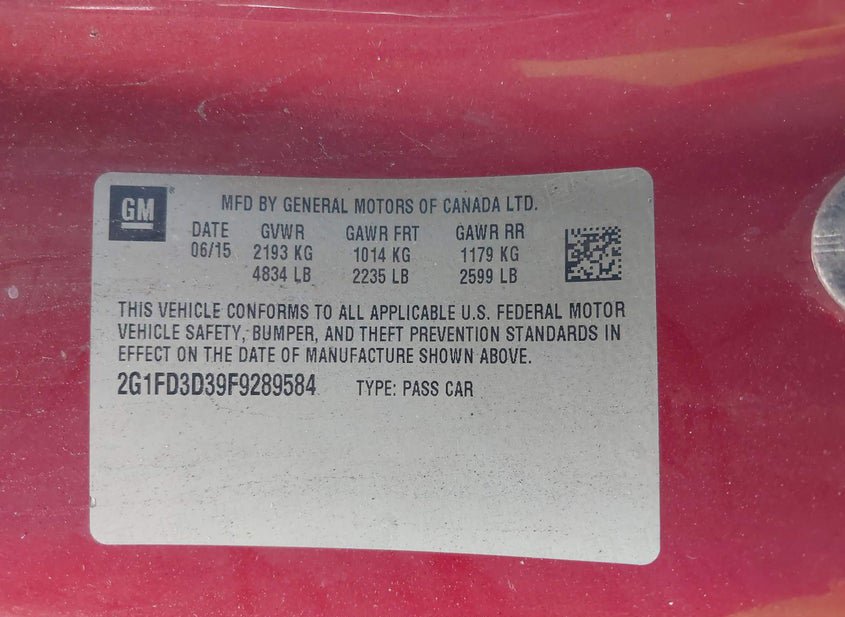 GM
MFD BY GENERAL MOTORS OF CANADA LTD.
DATE GVWR GAWR FRT GAWR RR
06/15 2193 KG 1014 KG 1179 KG
4834 LB 2235 LB 2599 LB
THIS VEHICLE CONFORMS TO ALL APPLICABLE U.S. FEDERAL MOTOR
VEHICLE SAFETY, BUMPER, AND THEFT PREVENTION STANDARDS IN
EFFECT ON THE DATE OF MANUFACTURE SHOWN ABOVE.
2G1FD3D39F9289584 TYPE: PASS CAR